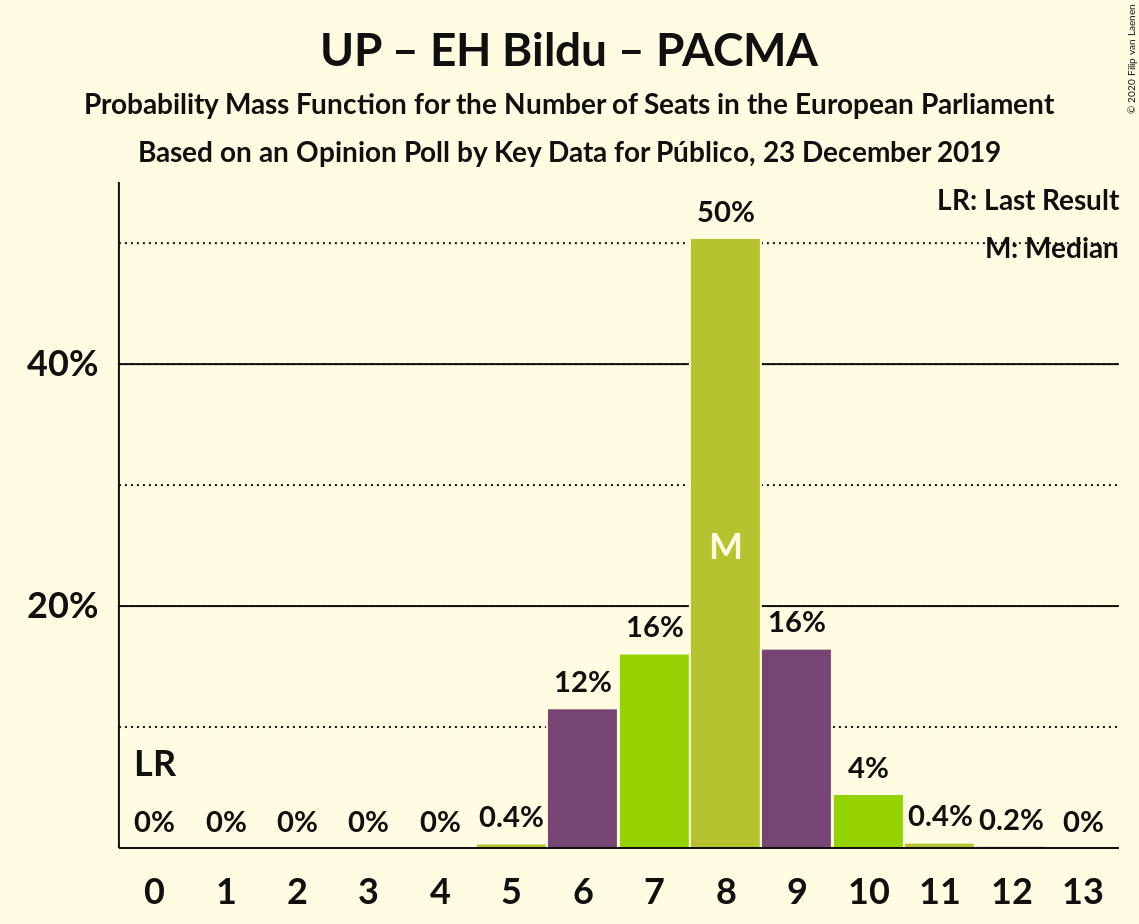 UP – EH Bildu – PACMA
Probability Mass Function for the Number of Seats in the European Parliament
Based on an Opinion Poll by Key Data for Público, 23 December 2019
© 2020 Filip van Laenen
LR: Last Result
M: Median
50%
40%
M
20%
16%
16%
12%
LR
4%
0%
0%
0%
0%
0%
0.4%
0.4%
0.2%
0%
0 1 2 3 4 5 6 7 8 9 10 11 12 13